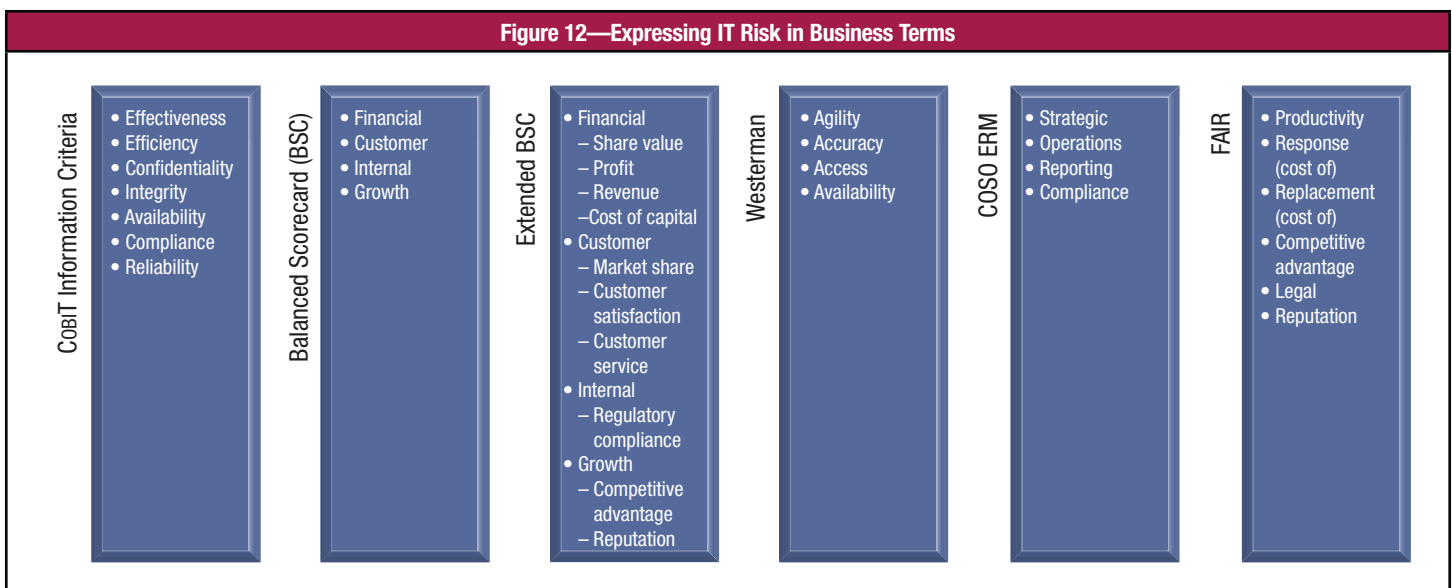 Figure 12—Expressing IT Risk in Business Terms
COBIT Information Criteria
• Effectiveness
• Efficiency
• Confidentiality
• Integrity
• Availability
• Compliance
• Reliability
Balanced Scorecard (BSC)
• Financial
• Customer
• Internal
• Growth
Extended BSC
• Financial
– Share value
– Profit
– Revenue
–Cost of capital
• Customer
– Market share
– Customer
satisfaction
– Customer
service
• Internal
– Regulatory
compliance
• Growth
– Competitive
advantage
– Reputation
Westerman
• Agility
• Accuracy
• Access
• Availability
COSO ERM
• Strategic
• Operations
• Reporting
• Compliance
FAIR
• Productivity
• Response
(cost of)
• Replacement
(cost of)
• Competitive
advantage
• Legal
• Reputation